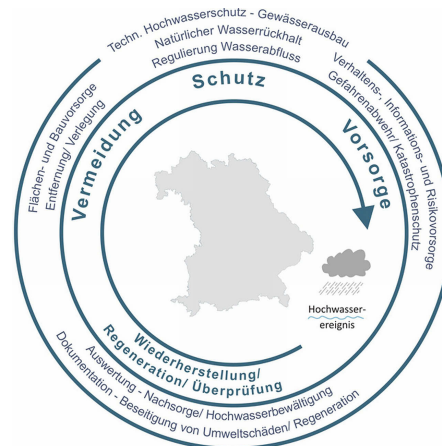 Techn. Hochwasserschutz - Gewässerausbau
Natürlicher Wasserrückhalt
Regulierung Wasserabfluss
Schutz
Vermeidung
Flächen- und Bauvorsorge
Entfernung/ Verlegung
Vorsorge
Verhaltens-, Informations- und Risikovorsorge
Gefahrenabwehr/ Katastrophenschutz
Hochwasser-
ereignis
Wiederherstellung/
Regeneration/ Überprüfung
Auswertung - Nachsorge/ Hochwasserbewältigung
Dokumentation - Beseitigung von Umweltschäden/ Regeneration